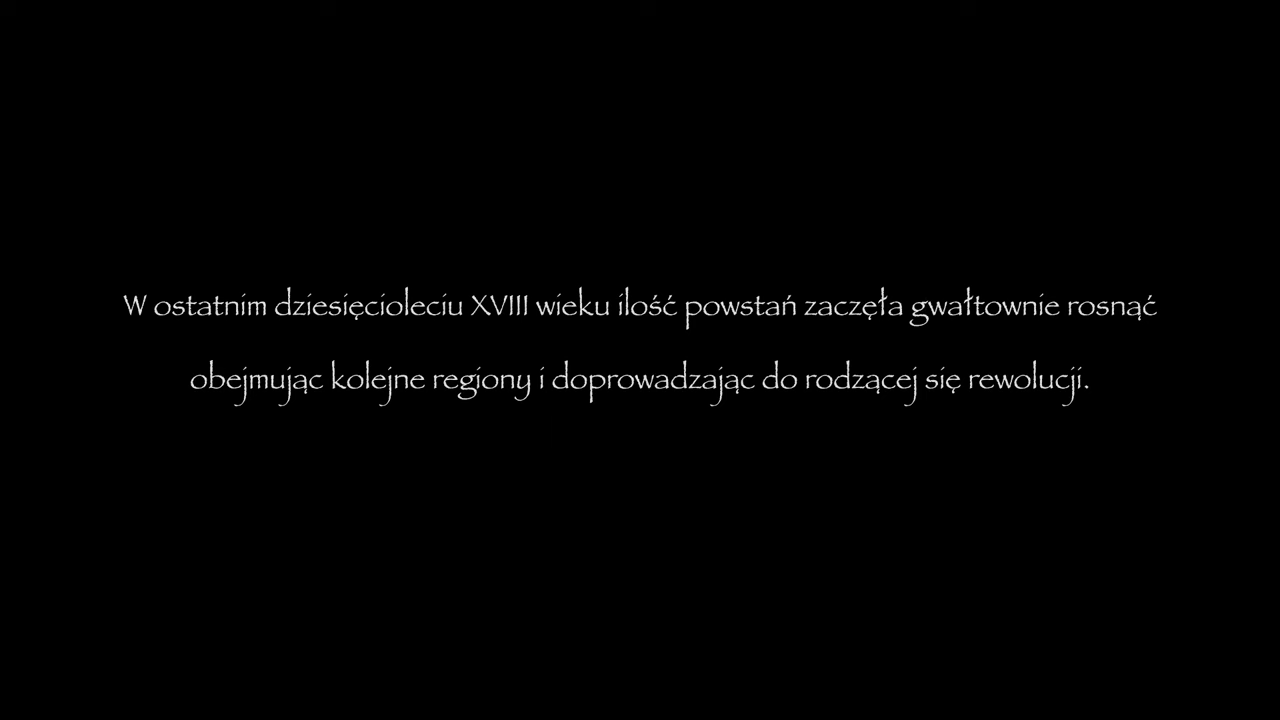 W ostatnim dziesięcioleciu XVIII wieku ilość powstań zaczęła gwałtownie rosnąć
obejmując kolejne regiony i doprowadzając do rodzącej się rewolucji.